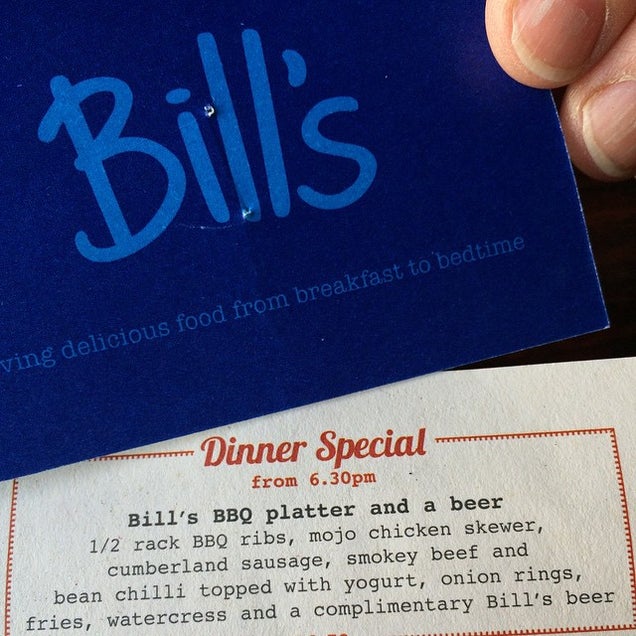 Bill's
delicious food from breakfast to bedtime
Dinner Special
from 6.30pm
Bill's BBQ platter and a beer
1/2 rack BBQ ribs, mojo chicken skewer,
cumberland sausage, smokey beef and
bean chilli topped with yogurt, onion rings,
fries, watercress and a complimentary Bill's beer